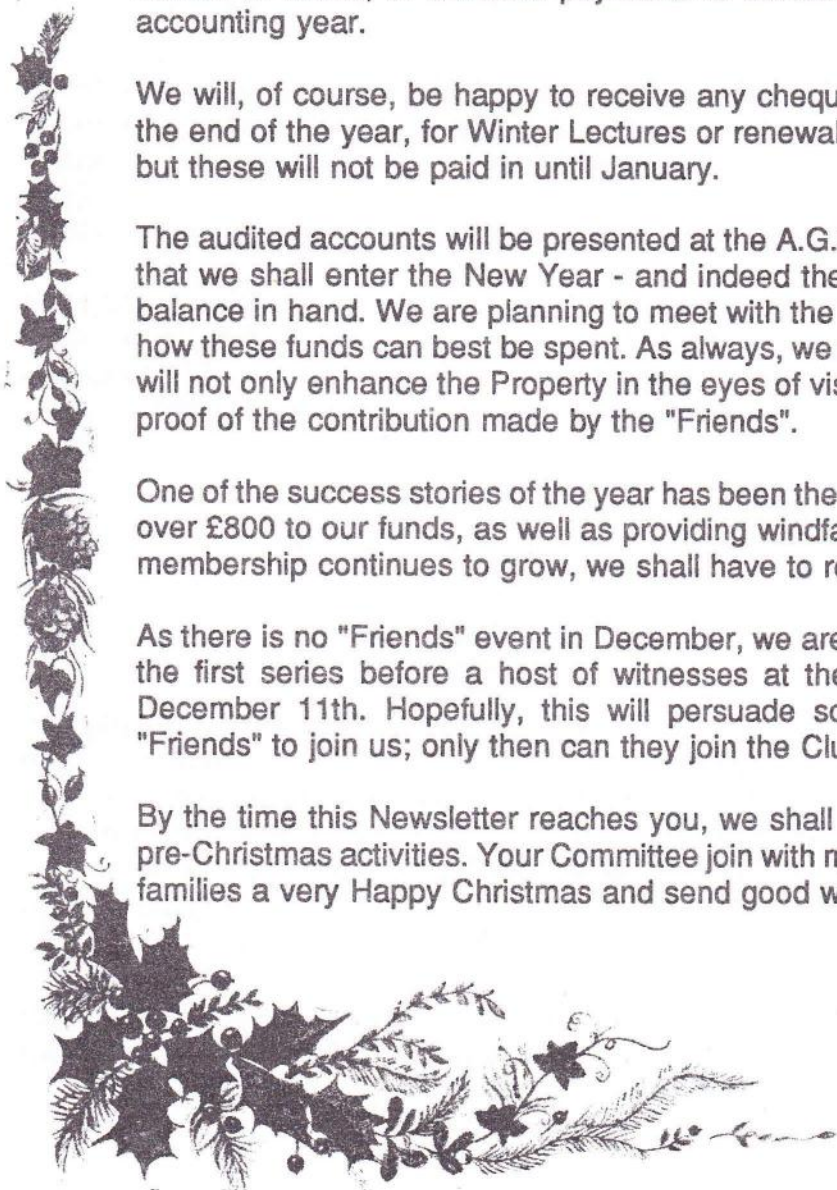 accounting year.
We will, of course, be happy to receive any chequ
the end of the year, for Winter Lectures or renewal
but these will not be paid in until January.
The audited accounts will be presented at the A.G.
that we shall enter the New Year - and indeed the
balance in hand. We are planning to meet with the
how these funds can best be spent. As always, we
will not only enhance the Property in the eyes of vis
proof of the contribution made by the "Friends".
One of the success stories of the year has been the
over £800 to our funds, as well as providing windfa
membership continues to grow, we shall have to re
As there is no "Friends" event in December, we are
the first series before a host of witnesses at the
December 11th. Hopefully, this will persuade so
"Friends" to join us; only then can they join the Clu
By the time this Newsletter reaches you, we shall
pre-Christmas activities. Your Committee join with m
families a very Happy Christmas and send good w